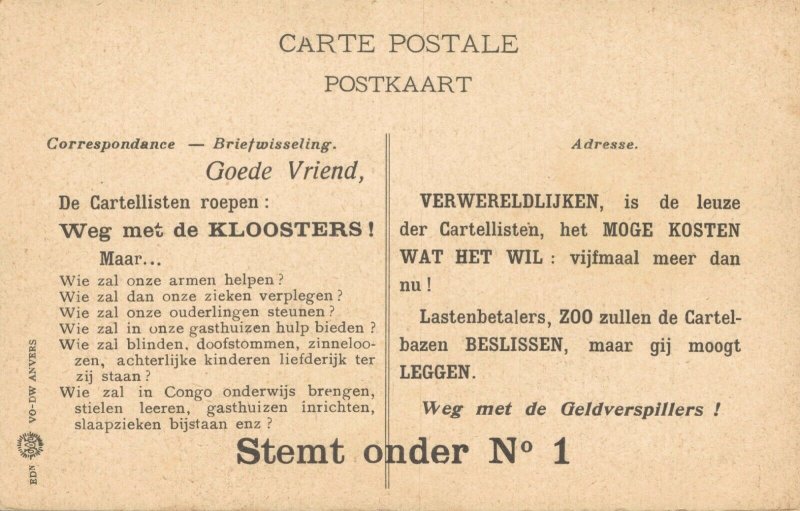 CARTE POSTALE
POSTKAART
Correspondance — Briefwisseling.
Goede Vriend,
De Cartellisten roepen :
Weg met de KLOOSTERS !
Maar...
Wie zal onze armen helpen ?
Wie zal dan onze zieken verplegen ?
Wie zal onze ouderlingen steunen ?
Wie zal in onze gasthuizen hulp bieden ?
Wie zal blinden, doofstommen, zinneloo-
zen, achterlijke kinderen liefderijk ter
zij staan ?
Wie zal in Congo onderwijs brengen,
stielen leeren, gasthuizen inrichten,
slaapzieken bijstaan enz ?
Adresse.
VERWERELDLIJKEN, is de leuze
der Cartellisten, het MOGE KOSTEN
WAT HET WIL : vijfmaal meer dan
nu !
Lastenbetalers, ZOO zullen de Cartel-
bazen BESLISSEN, maar gij moogt
LEGGEN.
Weg met de Geldverspillers !
Stemt onder No 1
EDN VO-DW ANVERS